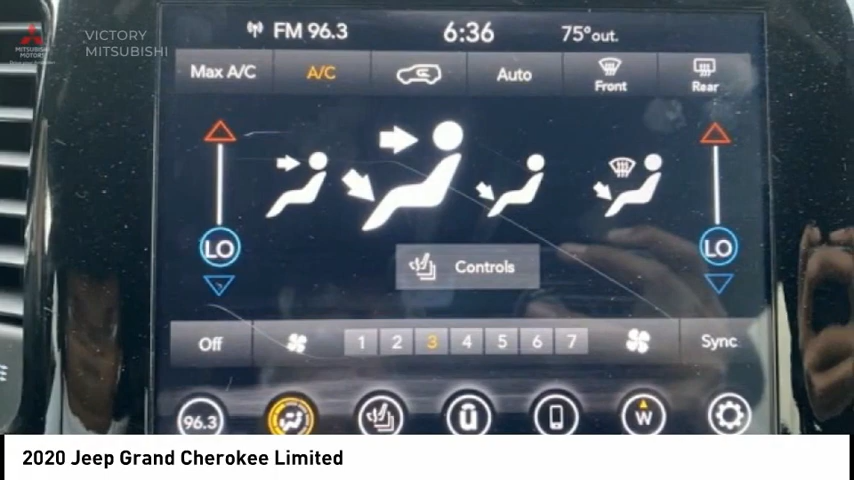 FM 96.3 6:36 75°out.
VICTORY
MITSUBISHI
MITSUBISHI
MOTORS
Max A/C A/C Auto Front Rear
LO LO
Controls
Off 1 2 3 4 5 6 7 Sync
96.3 W
2020 Jeep Grand Cherokee Limited